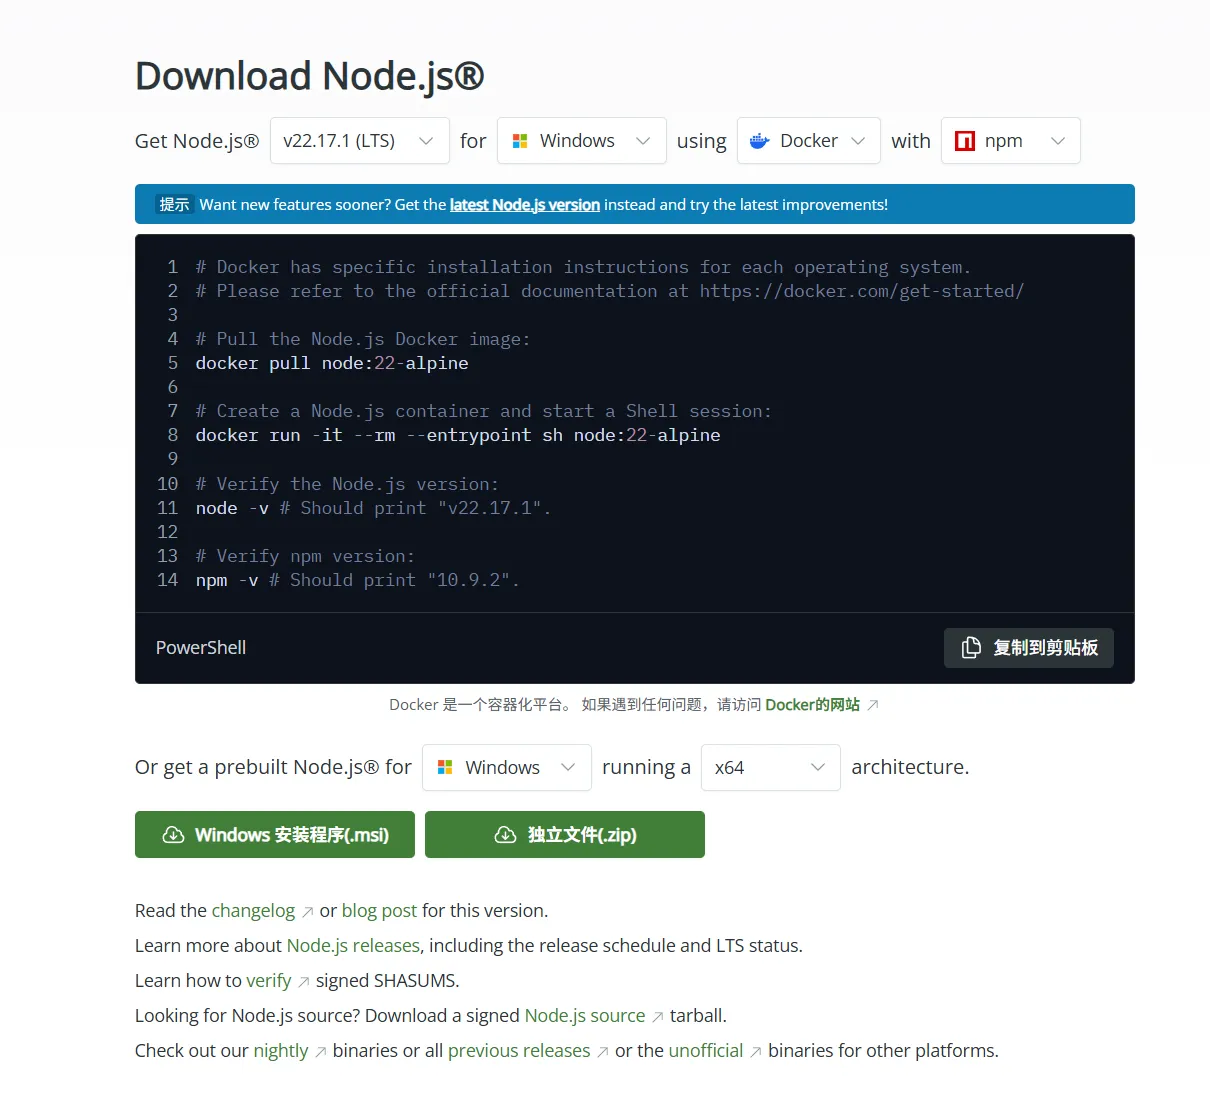 Download Node.js®
Get Node.js® v22.17.1 (LTS) for Windows using Docker with npm
提示 Want new features sooner? Get the latest Node.js version instead and try the latest improvements!
1 # Docker has specific installation instructions for each operating system.
2 # Please refer to the official documentation at https://docker.com/get-started/
3
4 # Pull the Node.js Docker image:
5 docker pull node:22-alpine
6
7 # Create a Node.js container and start a Shell session:
8 docker run -it --rm --entrypoint sh node:22-alpine
9
10 # Verify the Node.js version:
11 node -v # Should print "v22.17.1".
12
13 # Verify npm version:
14 npm -v # Should print "10.9.2".
PowerShell 复制到剪贴板
Docker 是一个容器化平台。 如果遇到任何问题，请访问 Docker的网站
Or get a prebuilt Node.js® for Windows running a x64 architecture.
Windows 安装程序(.msi) 独立文件(.zip)
Read the changelog or blog post for this version.
Learn more about Node.js releases, including the release schedule and LTS status.
Learn how to verify signed SHASUMS.
Looking for Node.js source? Download a signed Node.js source tarball.
Check out our nightly binaries or all previous releases or the unofficial binaries for other platforms.